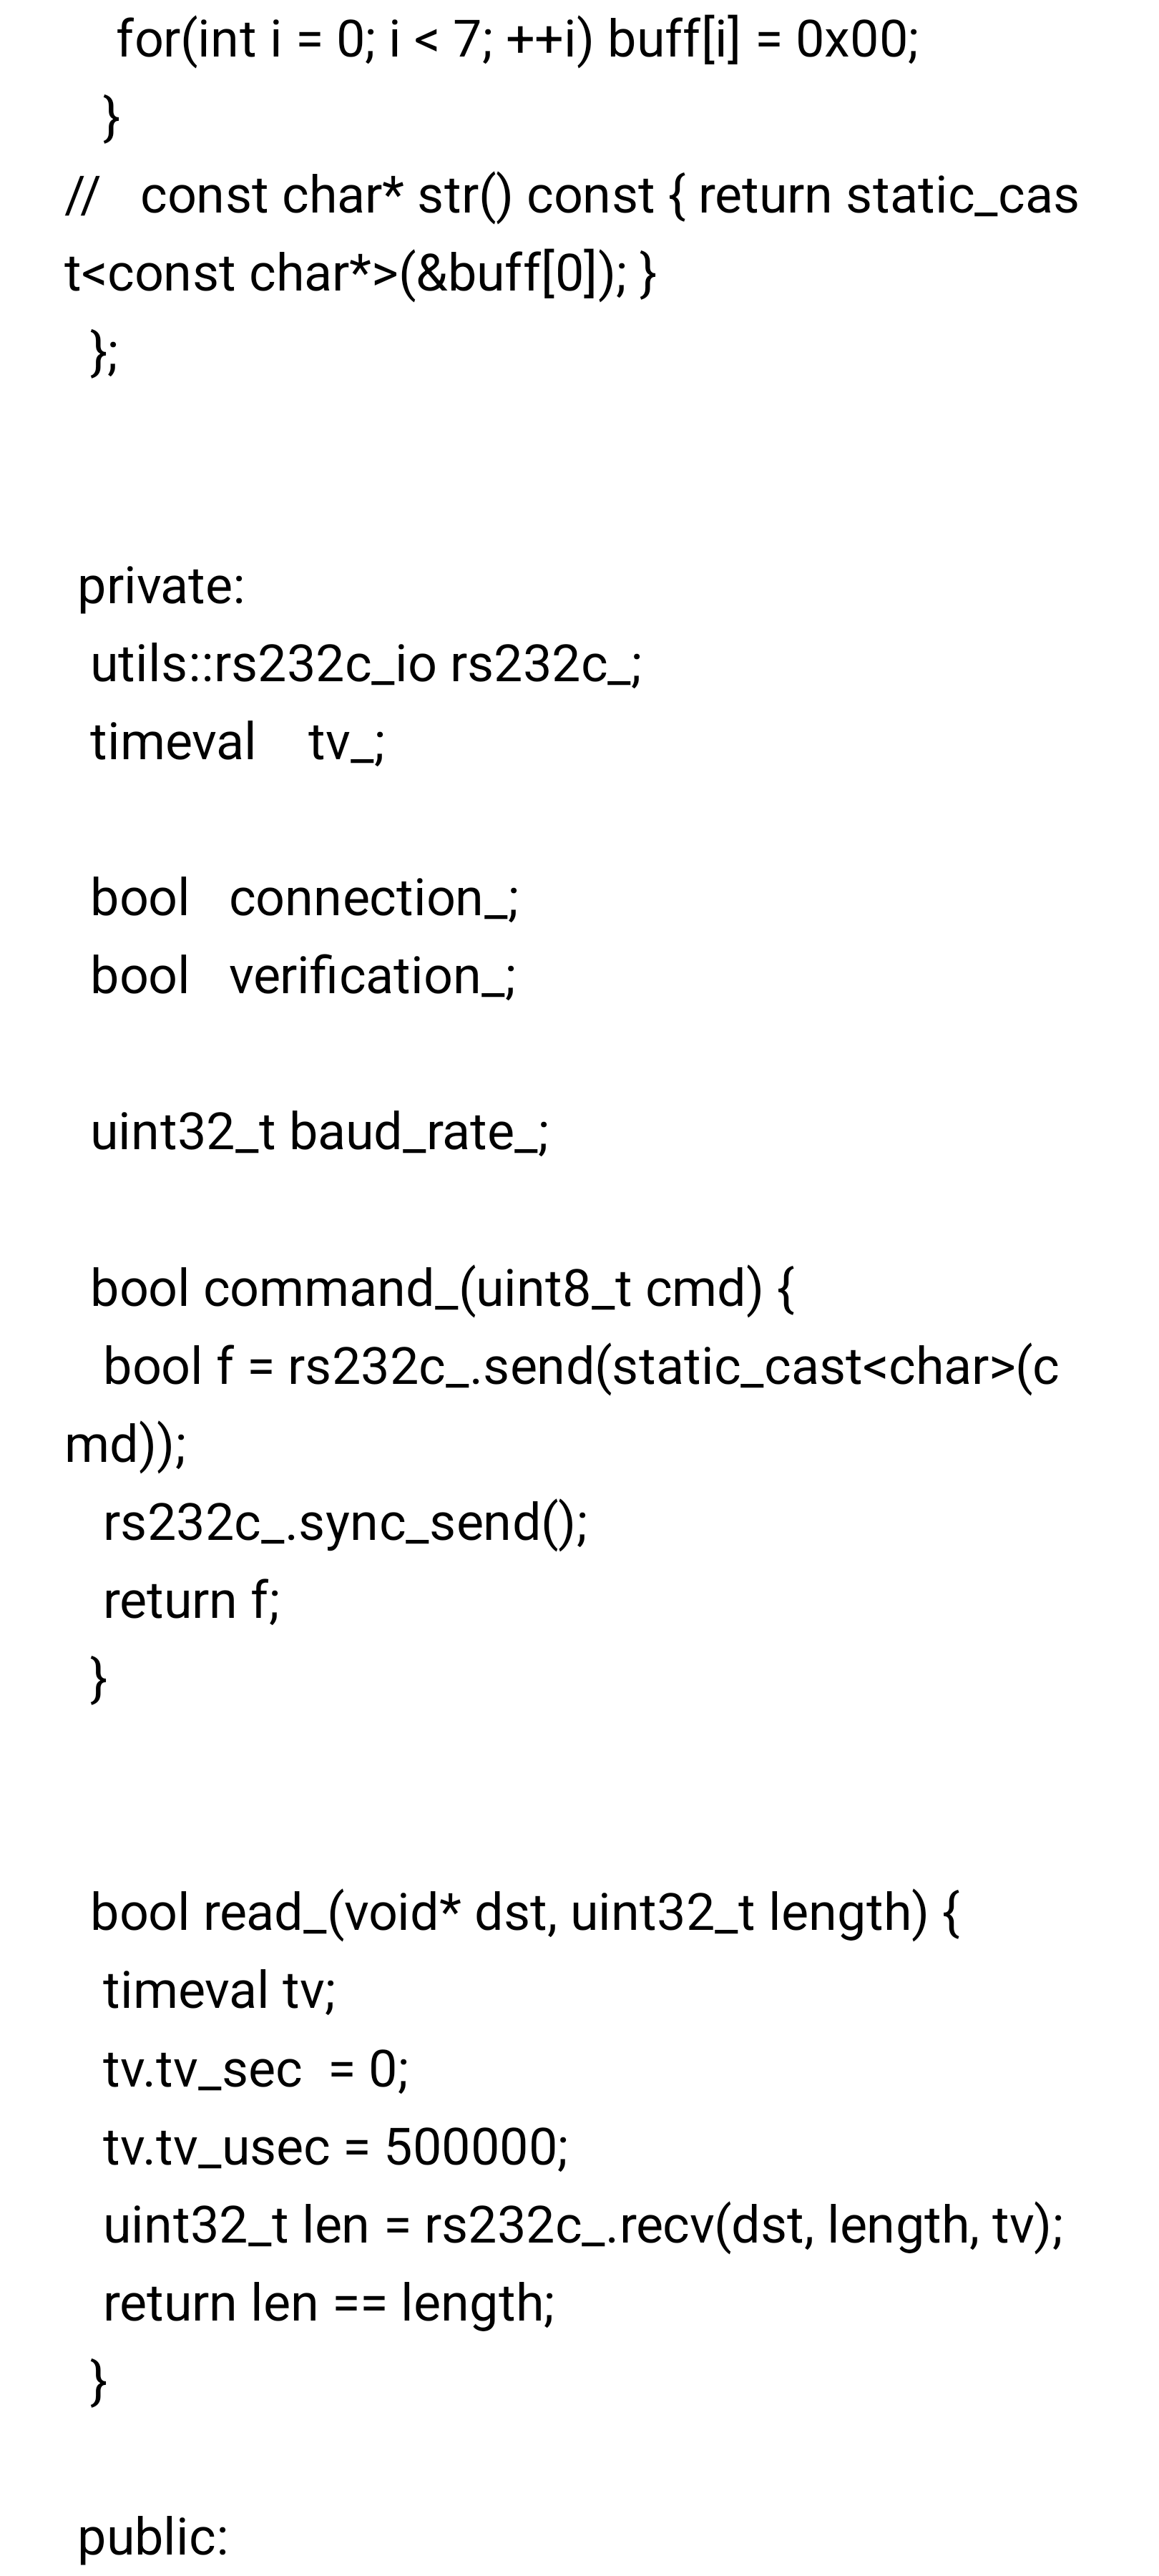 for(int i = 0; i < 7; ++i) buff[i] = 0x00;
}
//   const char* str() const { return static_cas
t<const char*>(&buff[0]); }
};
private:
utils::rs232c_io rs232c_;
timeval    tv_;
bool   connection_;
bool   verification_;
uint32_t baud_rate_;
bool command_(uint8_t cmd) {
bool f = rs232c_.send(static_cast<char>(c
md));
rs232c_.sync_send();
return f;
}
bool read_(void* dst, uint32_t length) {
timeval tv;
tv.tv_sec  = 0;
tv.tv_usec = 500000;
uint32_t len = rs232c_.recv(dst, length, tv);
return len == length;
}
public: